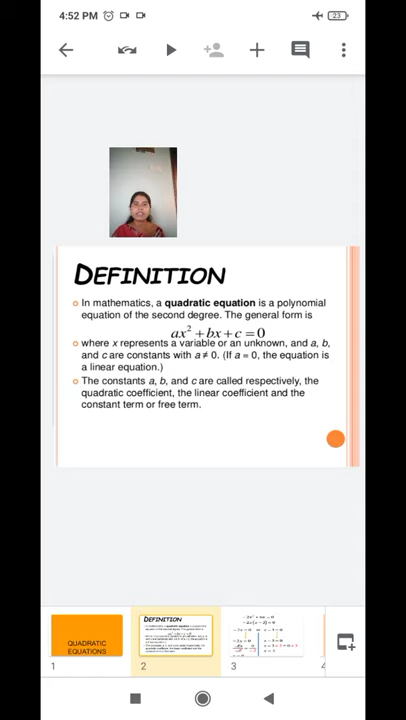 4:52 PM
23
DEFINITION
In mathematics, a quadratic equation is a polynomial
equation of the second degree. The general form is
ax² + bx + c = 0
where x represents a variable or an unknown, and a, b,
and c are constants with a ≠ 0. (If a = 0, the equation is
a linear equation.)
The constants a, b, and c are called respectively, the
quadratic coefficient, the linear coefficient and the
constant term or free term.
QUADRATIC
EQUATIONS
DEFINITION
1
2
3
4